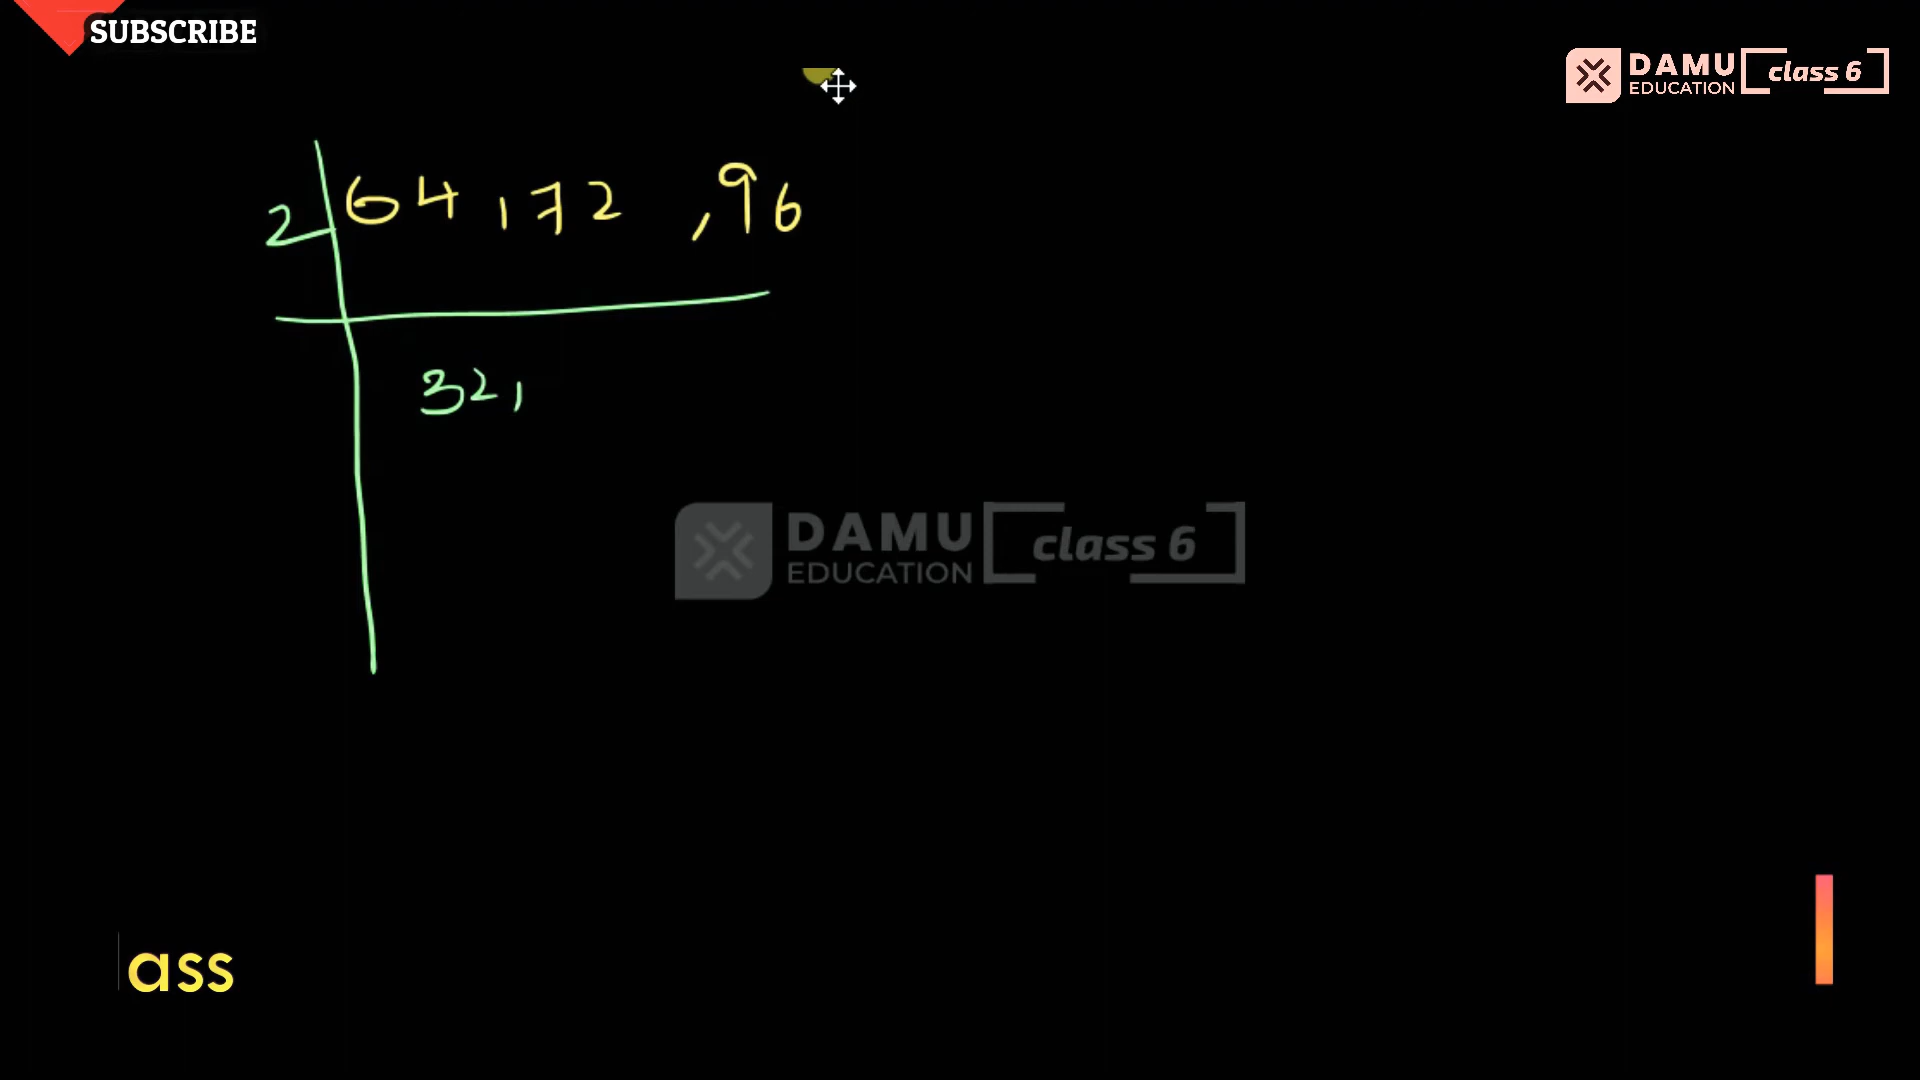 SUBSCRIBE
DAMU
EDUCATION
class 6
2 64, 72, 96
32,
DAMU
EDUCATION
class 6
ass